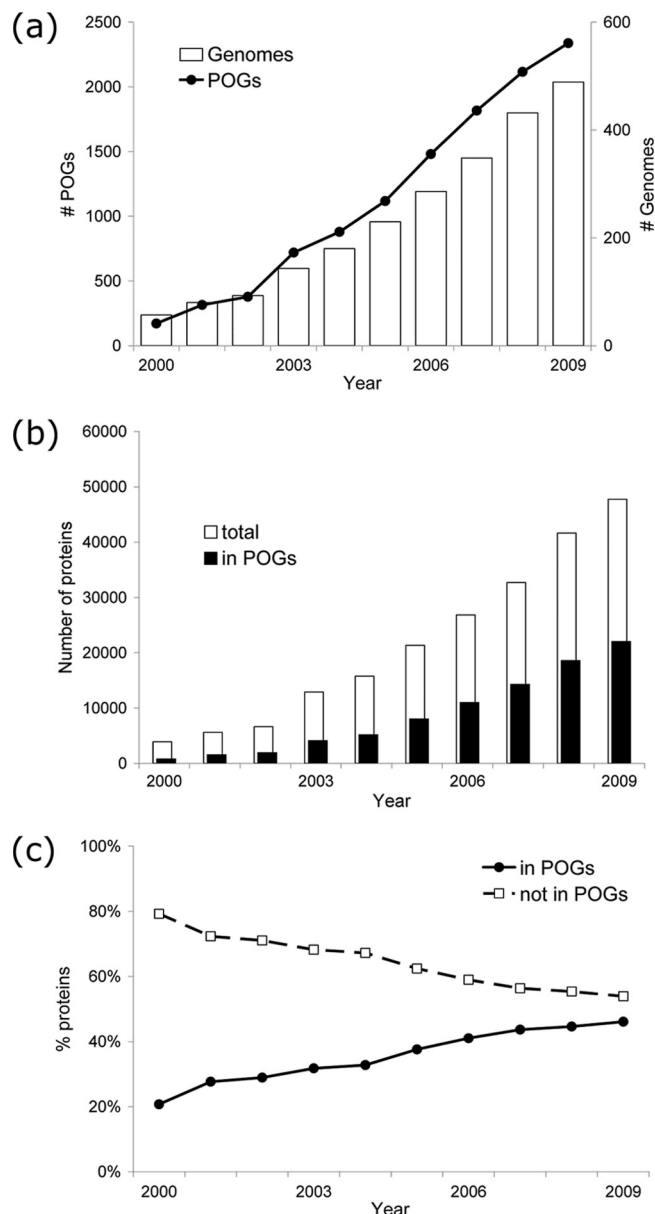 (a)
2500
2000
1500
1000
500
0
# POGs
Genomes
POGs
600
400
200
0
# Genomes
2000
2003
2006
2009
Year
(b)
60000
50000
40000
30000
20000
10000
0
Number of proteins
total
in POGs
2000
2003
2006
2009
Year
(c)
100%
80%
60%
40%
20%
0%
% proteins
in POGs
not in POGs
2000
2003
2006
2009
Year